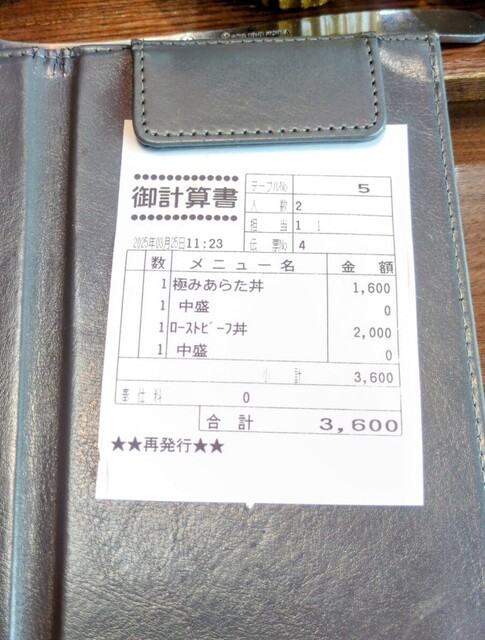 御計算書
テーブルNo 5
人数 2
担当 1
2025年03月25日11:23
伝票No 4
数 メニュー名 金額
1 極みあらた丼 1,600
1 中盛 0
1 ローストビーフ丼 2,000
1 中盛 0
小計 3,600
奉仕料 0
合計 3,600
★★再発行★★